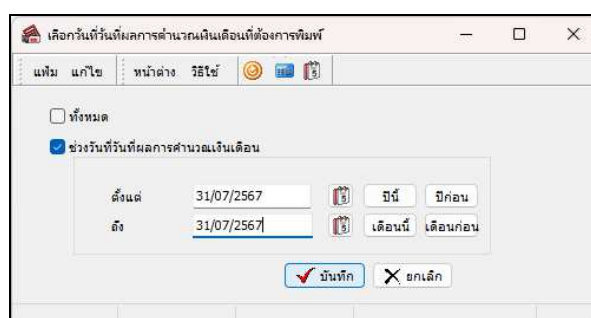 เลือกวันที่วันที่ผลการคำนวณเงินเดือนที่ต้องการพิมพ์
แฟ้ม แก้ไข หน้าต่าง วิธีใช้
ทั้งหมด
ช่วงวันที่วันที่ผลการคำนวณเงินเดือน
ตั้งแต่ 31/07/2567 ปีนี้ ปีก่อน
ถึง 31/07/2567 เดือนนี้ เดือนก่อน
บันทึก ยกเลิก